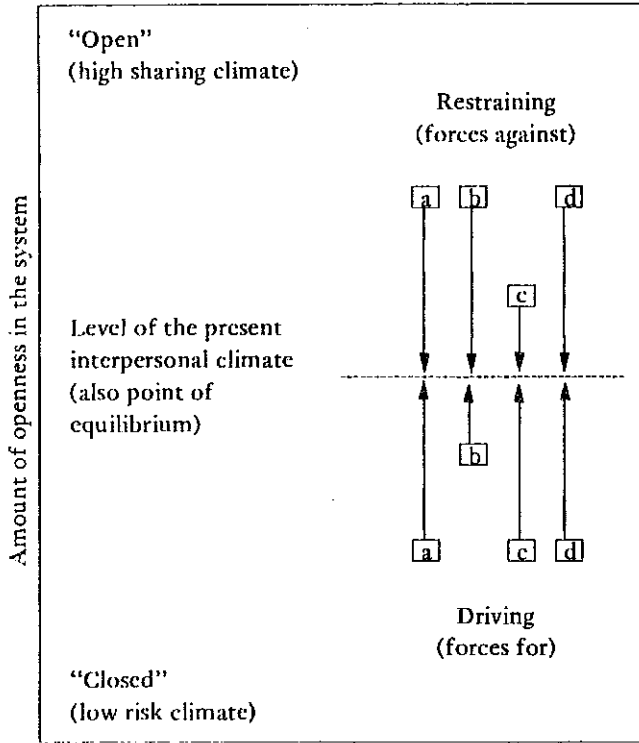 “Open”
(high sharing climate)
Restraining
(forces against)
a b d
c
Amount of openness in the system
Level of the present
interpersonal climate
(also point of
equilibrium)
b
a c d
Driving
(forces for)
“Closed”
(low risk climate)